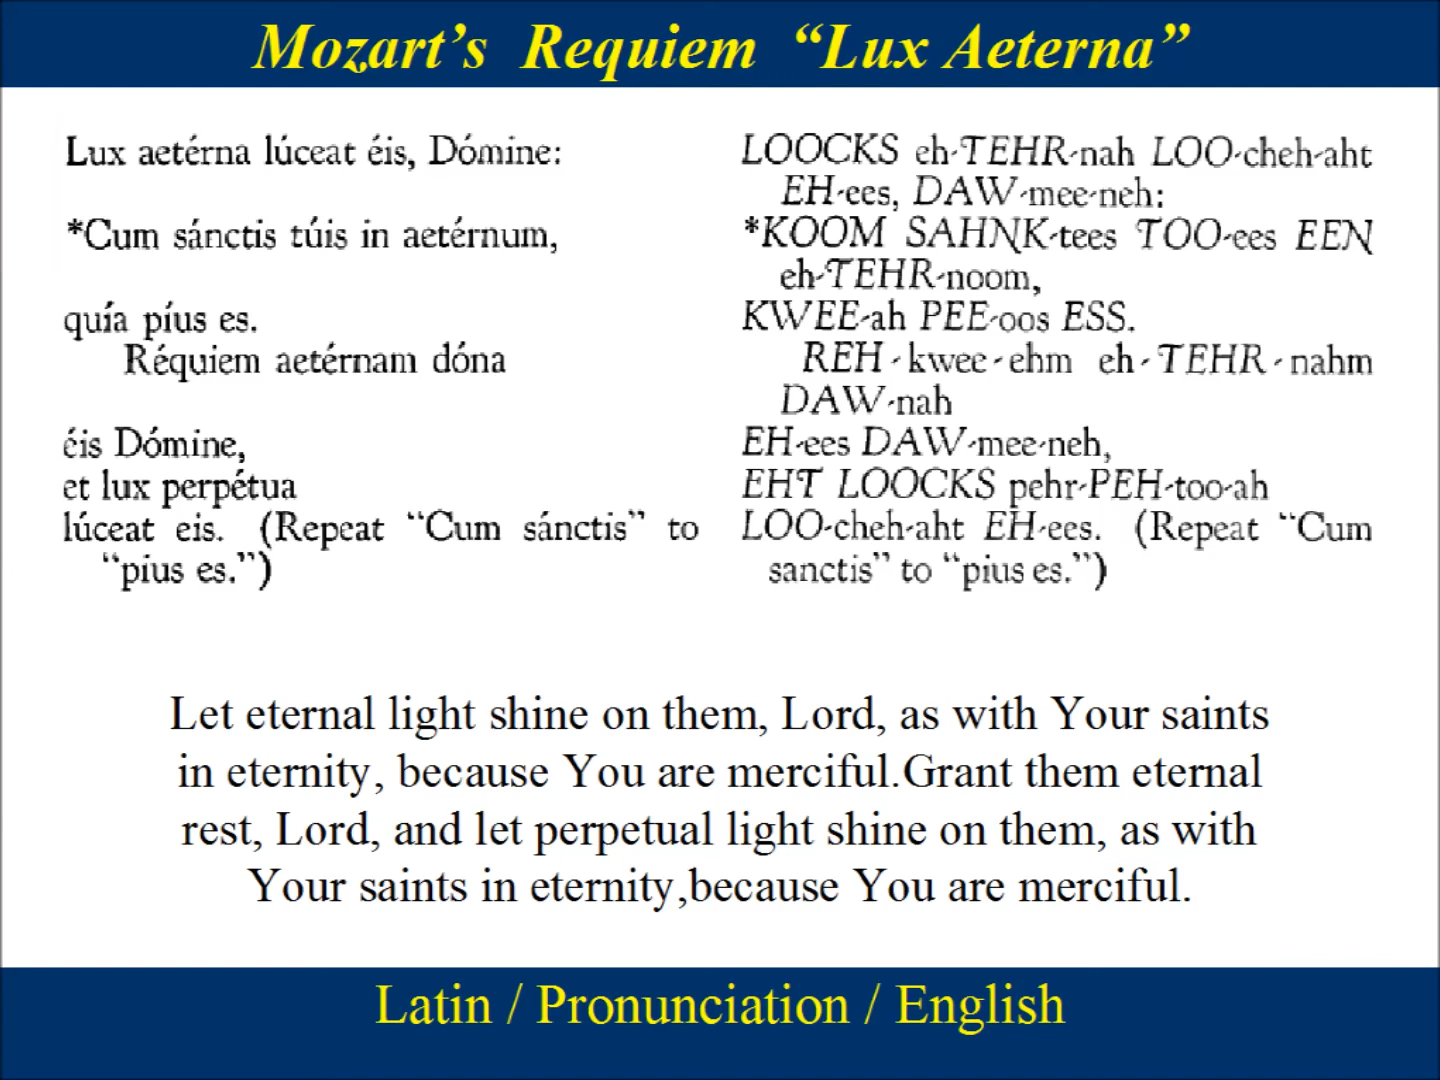 Mozart’s Requiem “Lux Aeterna”
Lux aetérna lúceat éis, Dómine:
*Cum sánctis túis in aetérnum,
quía píus es.
Réquiem aetérnam dóna
éis Dómine,
et lux perpétua
lúceat eis. (Repeat “Cum sánctis” to
“pius es.”)
LOOCKS eh-TEHR-nah LOO-cheh-aht
EH-ees, DAW-mee-neh:
*KOOM SAHNK-tees TOO-ees EEN
eh-TEHR-noom,
KWEE-ah PEE-oos ESS.
REH-kwee-ehm eh-TEHR-nahm
DAW-nah
EH-ees DAW-mee-neh,
EHT LOOCKS pehr-PEH-too-ah
LOO-cheh-aht EH-ees. (Repeat “Cum
sanctis” to “pius es.”)
Let eternal light shine on them, Lord, as with Your saints
in eternity, because You are merciful.Grant them eternal
rest, Lord, and let perpetual light shine on them, as with
Your saints in eternity,because You are merciful.
Latin / Pronunciation / English